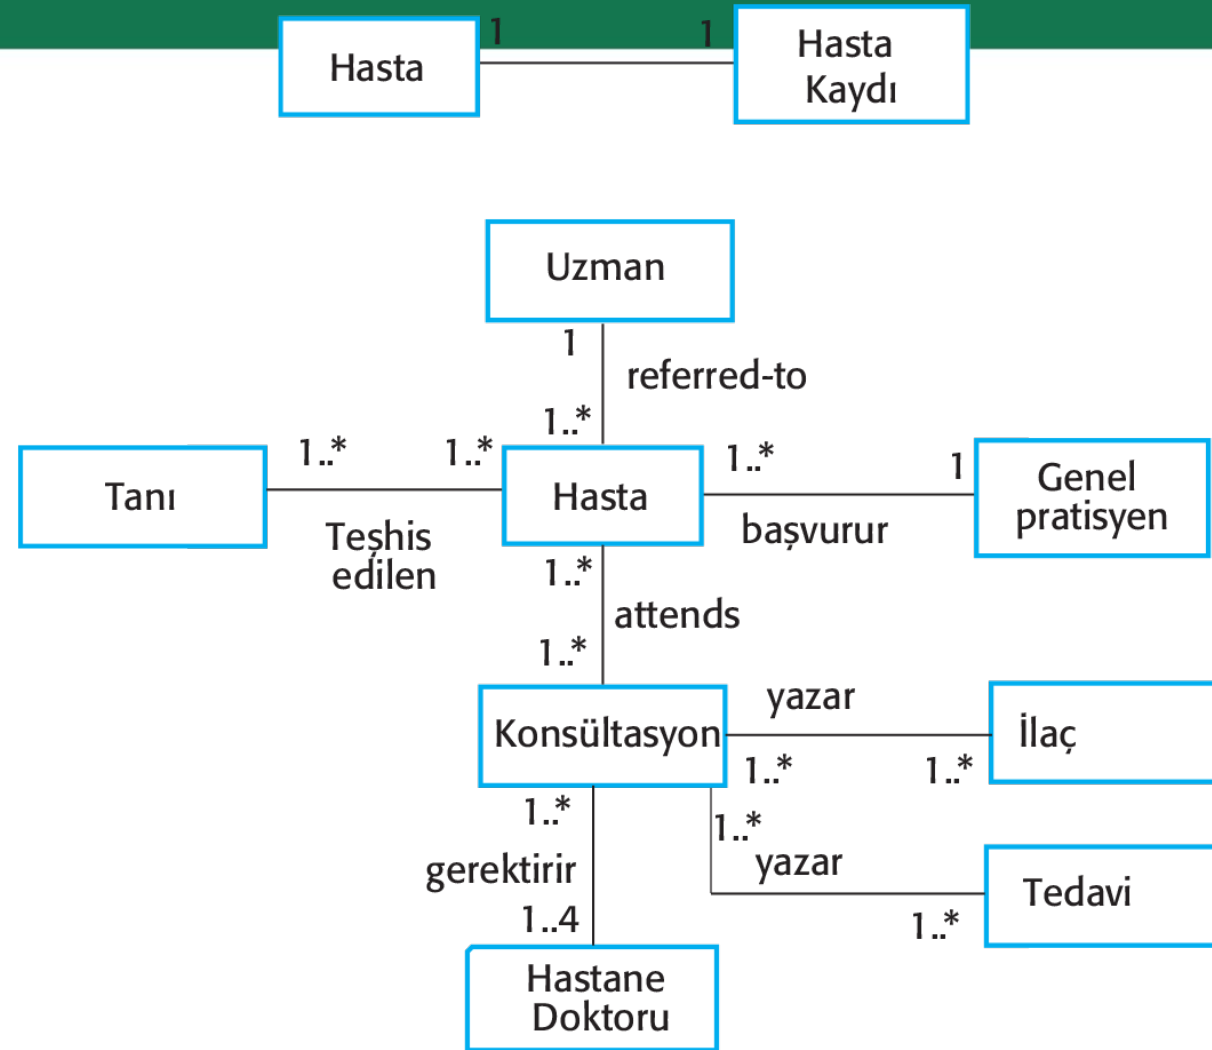 1
1
Hasta
Hasta
Kaydı
Uzman
1
referred-to
1..*
1..*
1..*
1..*
1
Tanı
Hasta
Genel
pratisyen
Teşhis
edilen
başvurur
1..*
attends
1..*
Konsültasyon
yazar
İlaç
1..*
1..*
1..*
1..*
yazar
gerektirir
Tedavi
1..4
1..*
Hastane
Doktoru